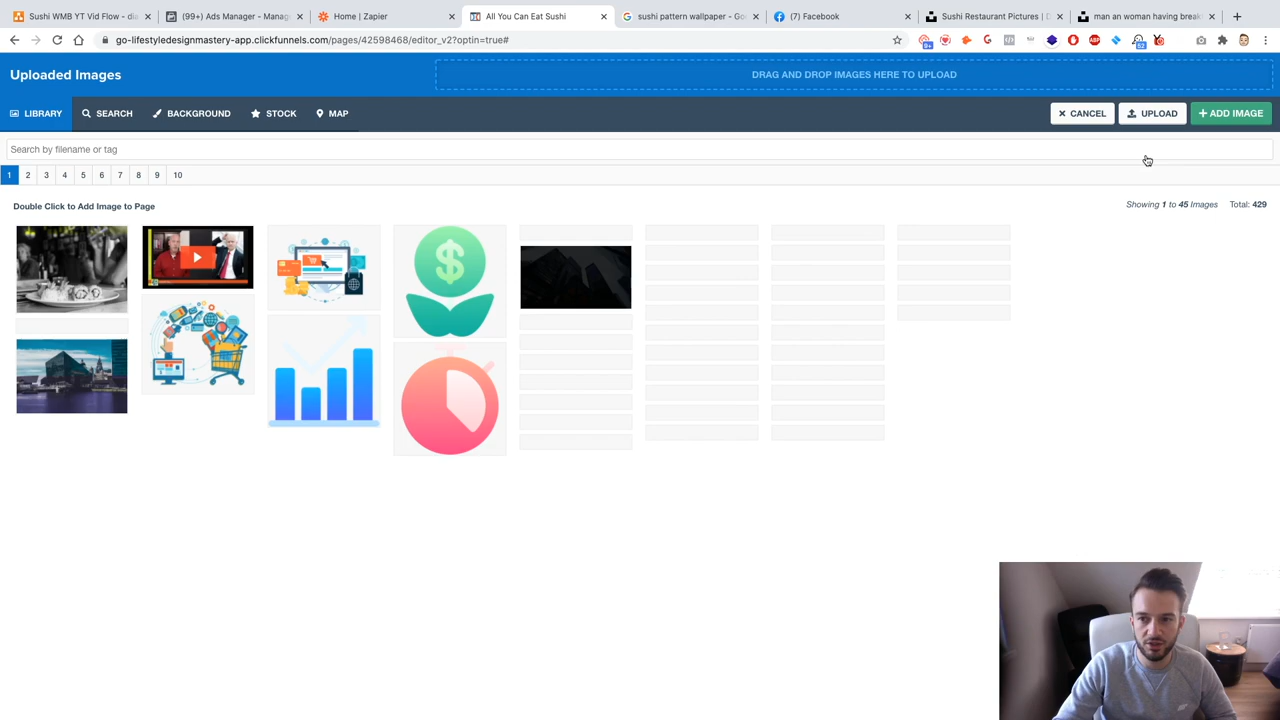 Sushi WMB YT Vid Flow - dia
(99+) Ads Manager - Manag
Home | Zapier
All You Can Eat Sushi
sushi pattern wallpaper - Goo
(7) Facebook
Sushi Restaurant Pictures | D
man an woman having break
go-lifestyledesignmastery-app.clickfunnels.com/pages/42598468/editor_v2?optin=true#
Uploaded Images
DRAG AND DROP IMAGES HERE TO UPLOAD
LIBRARY SEARCH BACKGROUND STOCK MAP
CANCEL UPLOAD + ADD IMAGE
Search by filename or tag
1 2 3 4 5 6 7 8 9 10
Double Click to Add Image to Page
Showing 1 to 45 Images Total: 429
$